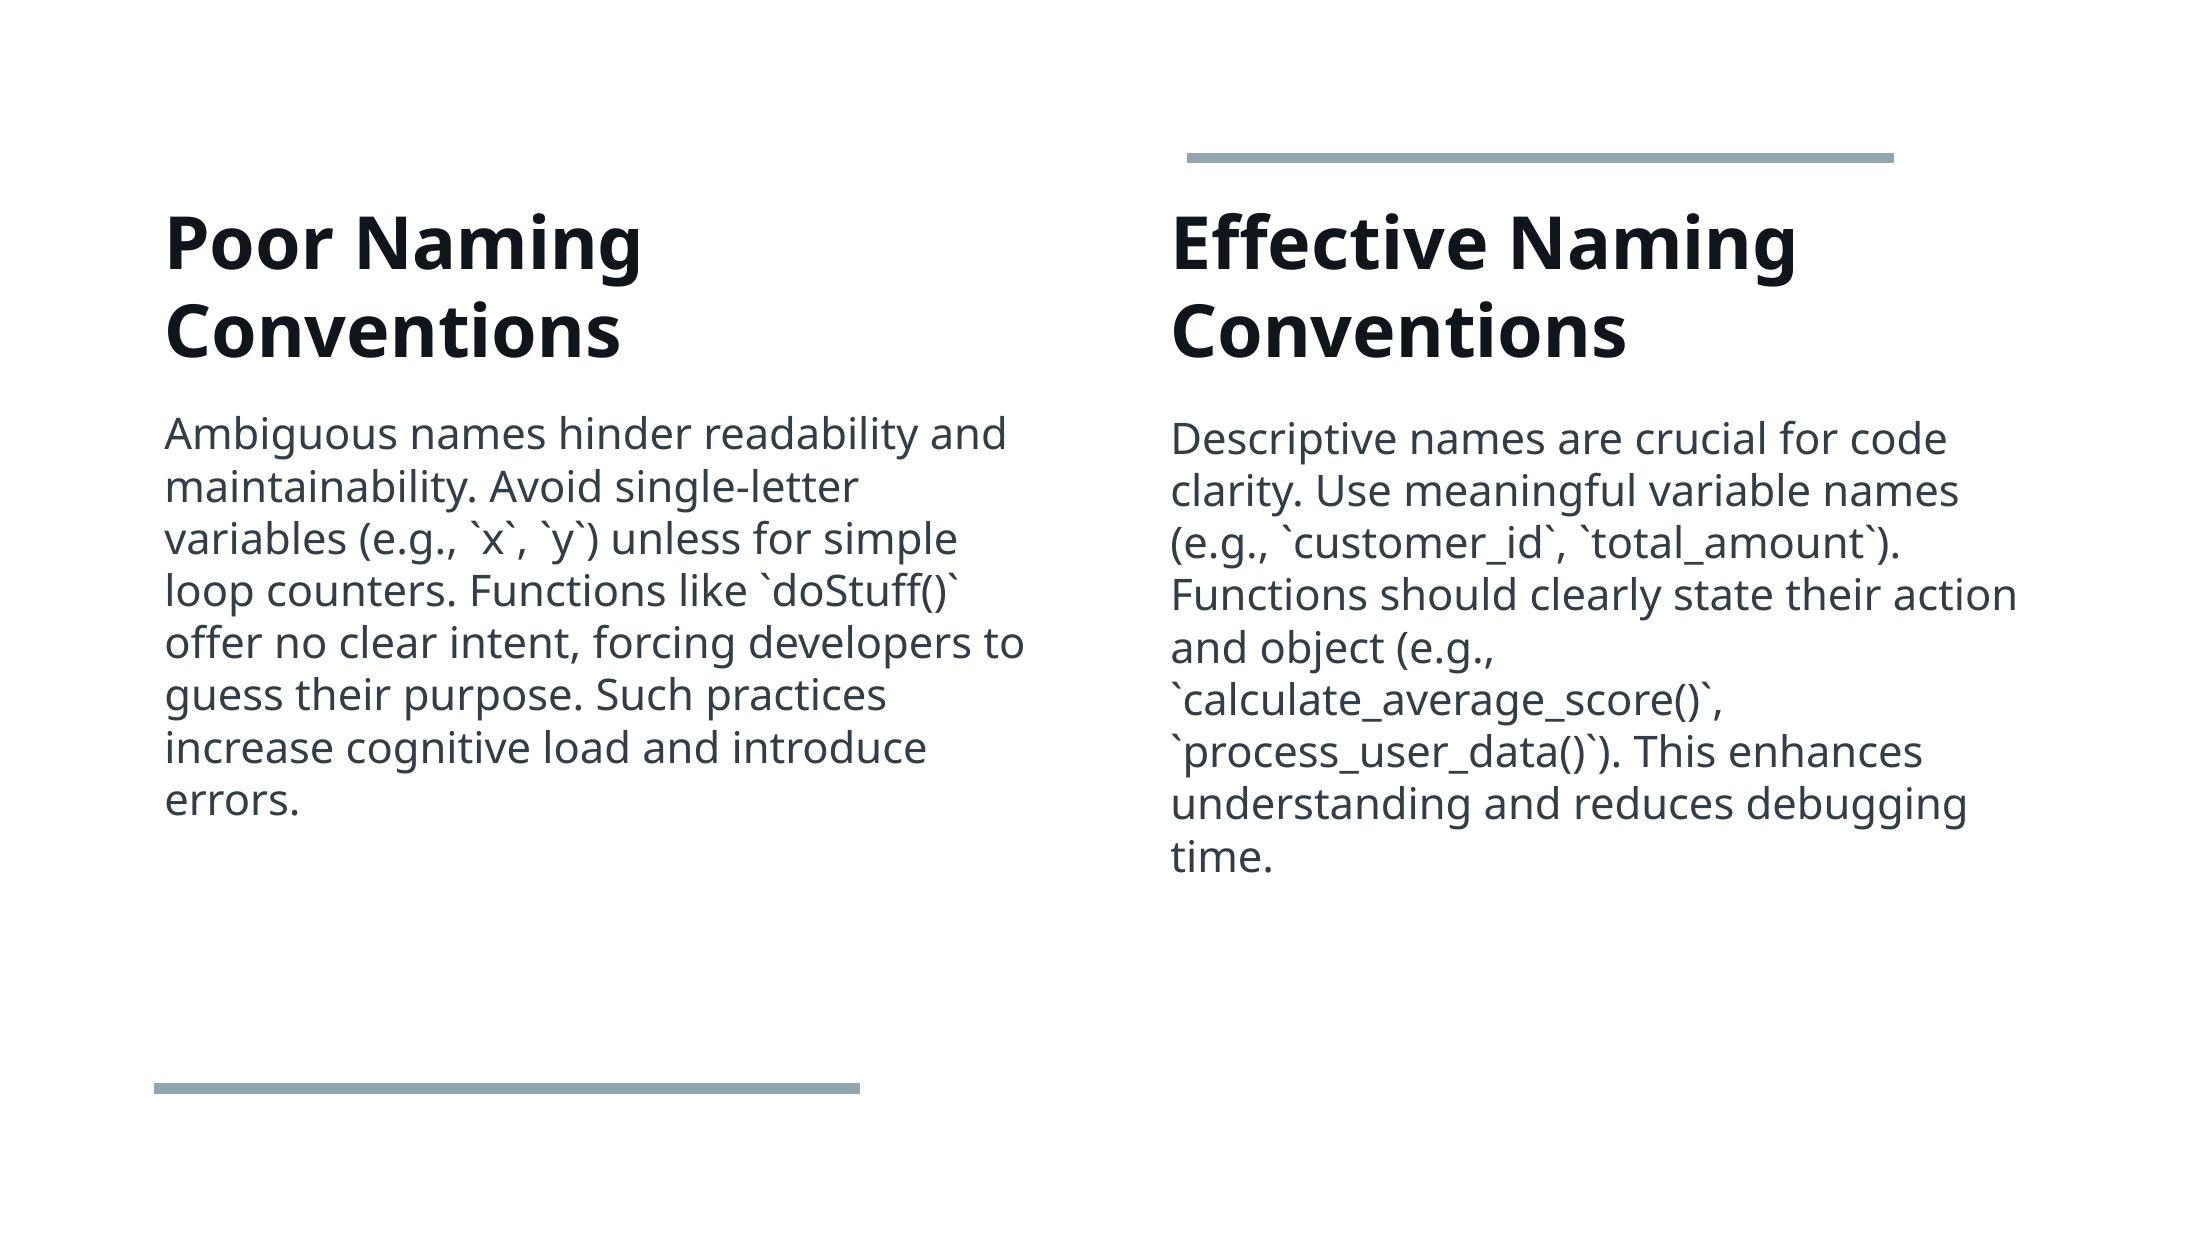 Poor Naming
Conventions
Ambiguous names hinder readability and
maintainability. Avoid single-letter
variables (e.g., `x`, `y`) unless for simple
loop counters. Functions like `doStuff()`
offer no clear intent, forcing developers to
guess their purpose. Such practices
increase cognitive load and introduce
errors.
Effective Naming
Conventions
Descriptive names are crucial for code
clarity. Use meaningful variable names
(e.g., `customer_id`, `total_amount`).
Functions should clearly state their action
and object (e.g.,
`calculate_average_score()`,
`process_user_data()`). This enhances
understanding and reduces debugging
time.